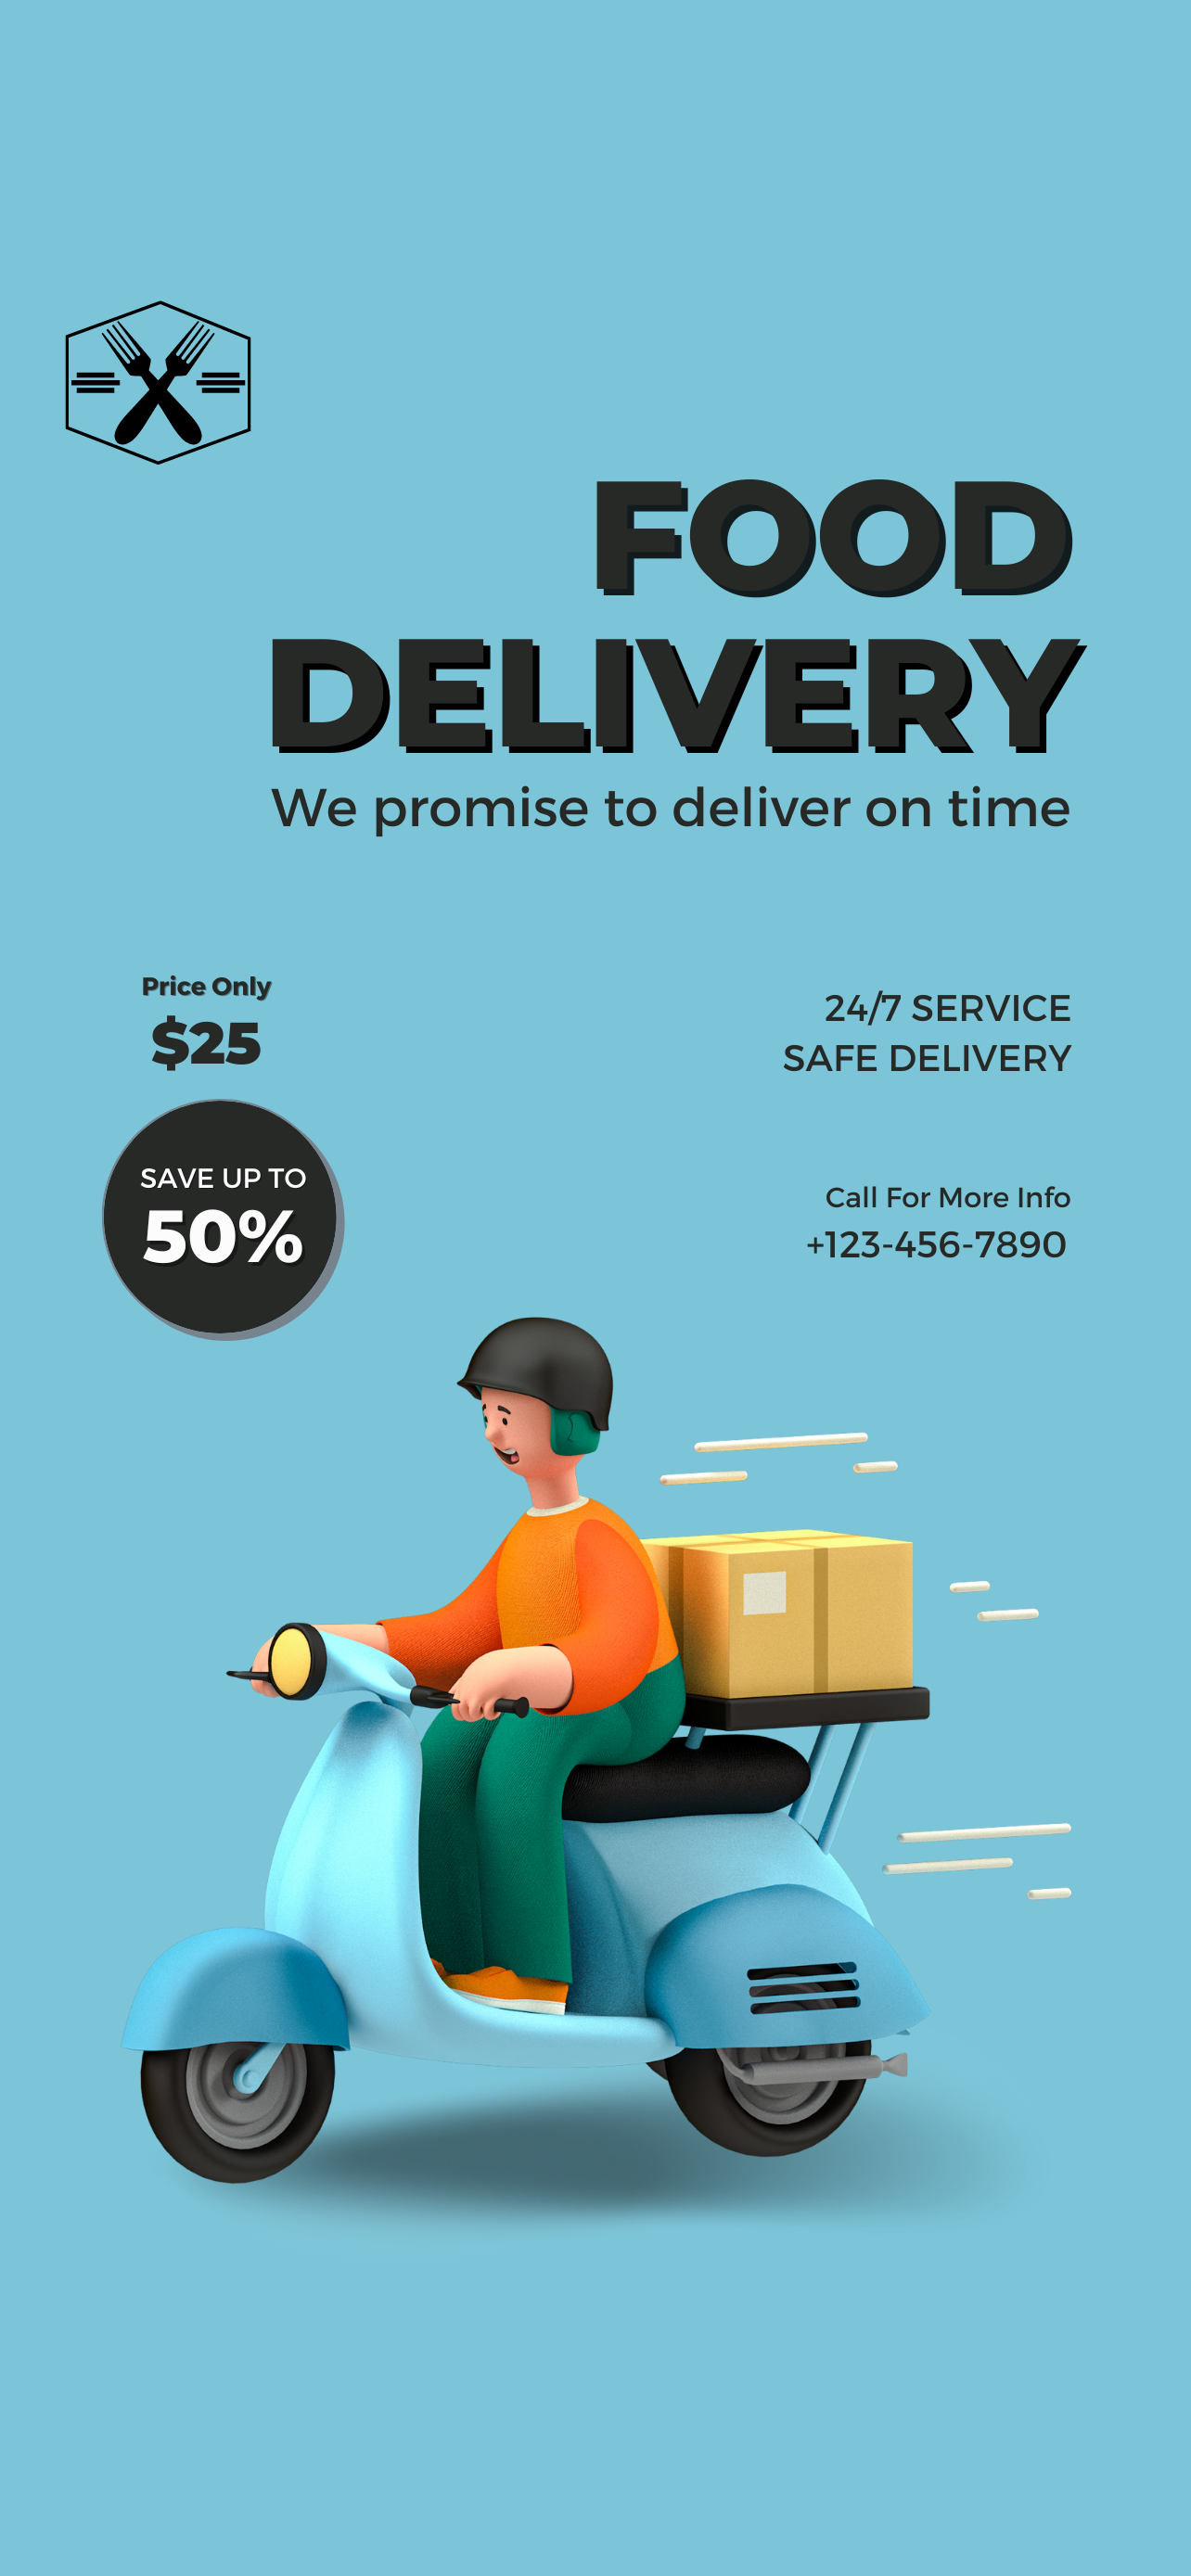 FOOD
DELIVERY
We promise to deliver on time
Price Only
$25
SAVE UP TO
50%
24/7 SERVICE
SAFE DELIVERY
Call For More Info
+123-456-7890